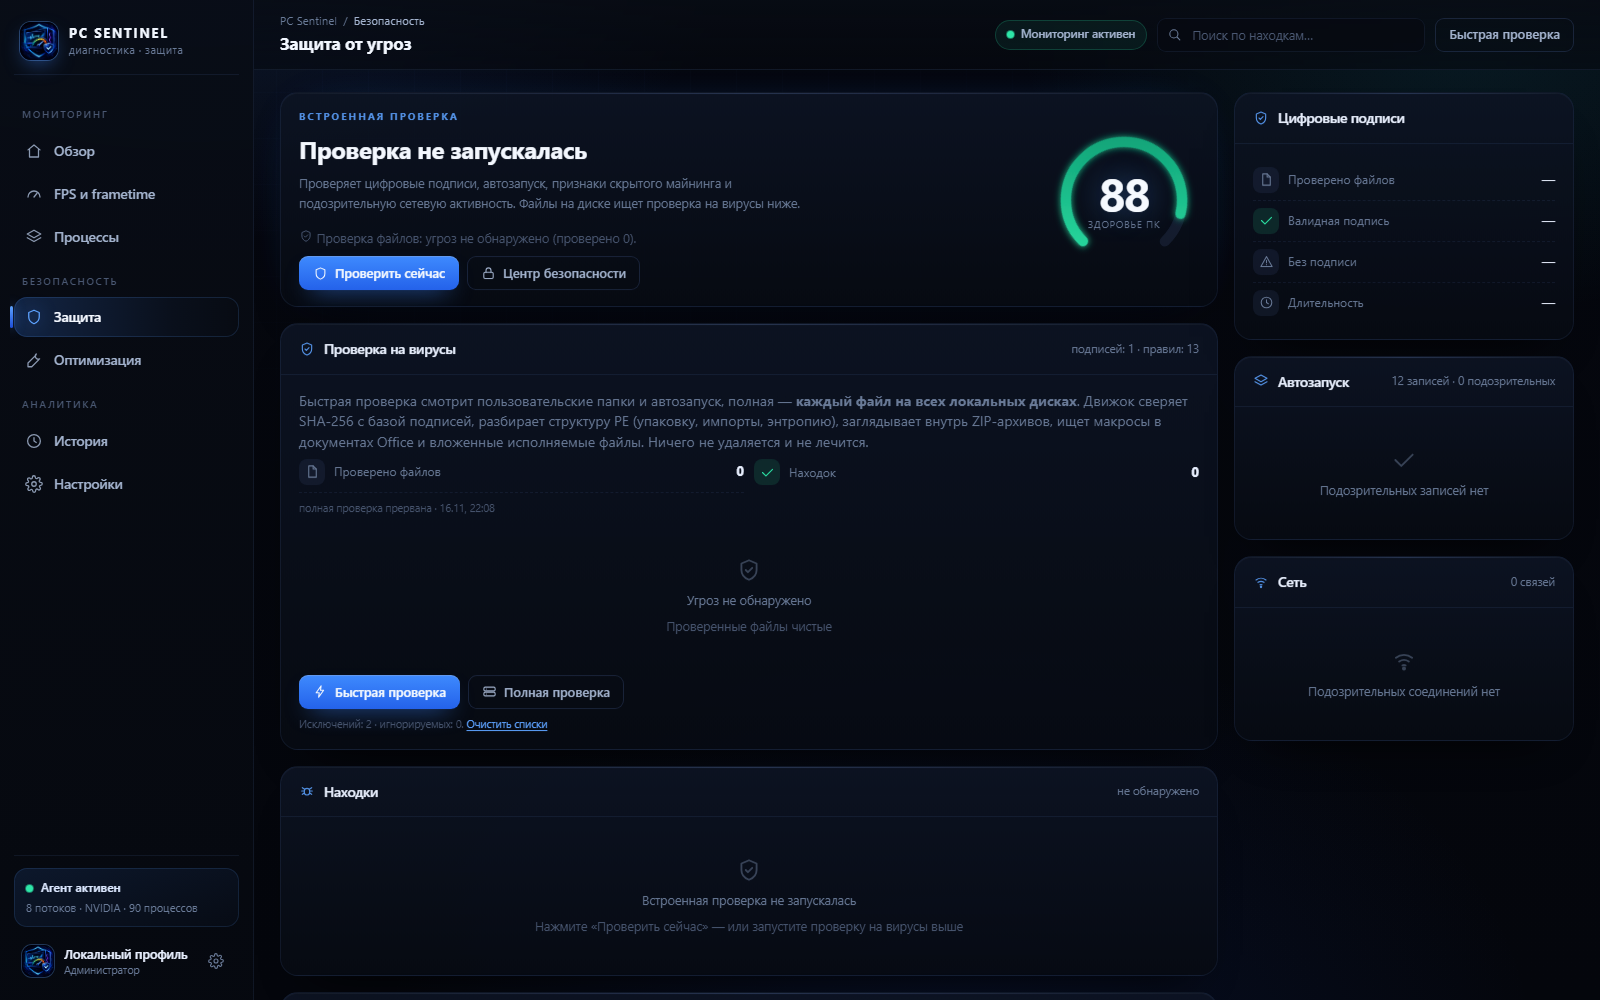 PC SENTINEL
диагностика · защита
МОНИТОРИНГ
Обзор
FPS и frametime
Процессы
БЕЗОПАСНОСТЬ
Защита
Оптимизация
АНАЛИТИКА
История
Настройки
Агент активен
8 потоков · NVIDIA · 90 процессов
Локальный профиль
Администратор
PC Sentinel / Безопасность
Защита от угроз
Мониторинг активен
Поиск по находкам...
Быстрая проверка
ВСТРОЕННАЯ ПРОВЕРКА
Проверка не запускалась
Проверяет цифровые подписи, автозапуск, признаки скрытого майнинга и
подозрительную сетевую активность. Файлы на диске ищет проверка на вирусы ниже.
Проверка файлов: угроз не обнаружено (проверено 0).
Проверить сейчас
Центр безопасности
88
ЗДОРОВЬЕ ПК
Проверка на вирусы
подписей: 1 · правил: 13
Быстрая проверка смотрит пользовательские папки и автозапуск, полная — каждый файл на всех локальных дисках. Движок сверяет
SHA-256 с базой подписей, разбирает структуру PE (упаковку, импорты, энтропию), заглядывает внутрь ZIP-архивов, ищет макросы в
документах Office и вложенные исполняемые файлы. Ничего не удаляется и не лечится.
Проверено файлов 0
Находок 0
полная проверка прервана · 16.11, 22:08
Угроз не обнаружено
Проверенные файлы чистые
Быстрая проверка
Полная проверка
Исключений: 2 · игнорируемых: 0. Очистить списки
Находки
не обнаружено
Встроенная проверка не запускалась
Нажмите «Проверить сейчас» — или запустите проверку на вирусы выше
Цифровые подписи
Проверено файлов —
Валидная подпись —
Без подписи —
Длительность —
Автозапуск
12 записей · 0 подозрительных
Подозрительных записей нет
Сеть
0 связей
Подозрительных соединений нет